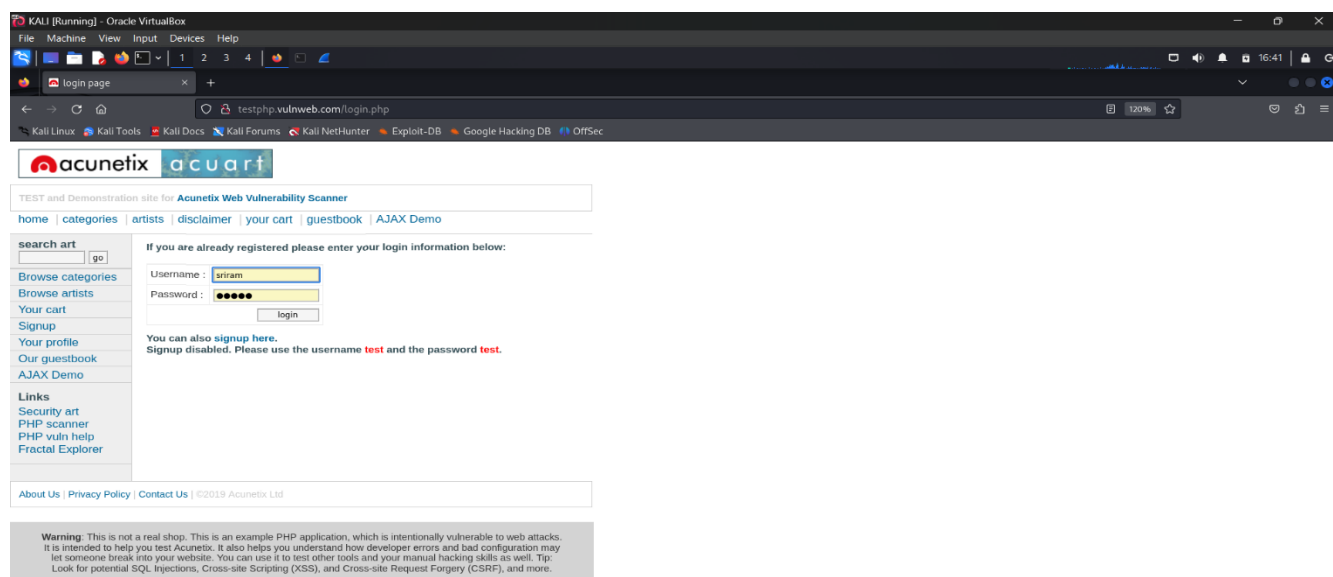 KALI [Running] - Oracle VirtualBox
File Machine View Input Devices Help
1 2 3 4 16:41
login page
testphp.vulnweb.com/login.php 120%
Kali Linux Kali Tools Kali Docs Kali Forums Kali NetHunter Exploit-DB Google Hacking DB OffSec
acunetix acuart
TEST and Demonstration site for Acunetix Web Vulnerability Scanner
home | categories | artists | disclaimer | your cart | guestbook | AJAX Demo
search art
go
Browse categories
Browse artists
Your cart
Signup
Your profile
Our guestbook
AJAX Demo
Links
Security art
PHP scanner
PHP vuln help
Fractal Explorer
If you are already registered please enter your login information below:
Username : sriram
Password : ●●●●●
login
You can also signup here.
Signup disabled. Please use the username test and the password test.
About Us | Privacy Policy | Contact Us | ©2019 Acunetix Ltd
Warning: This is not a real shop. This is an example PHP application, which is intentionally vulnerable to web attacks.
It is intended to help you test Acunetix. It also helps you understand how developer errors and bad configuration may
let someone break into your website. You can use it to test other tools and your manual hacking skills as well. Tip:
Look for potential SQL Injections, Cross-site Scripting (XSS), and Cross-site Request Forgery (CSRF), and more.